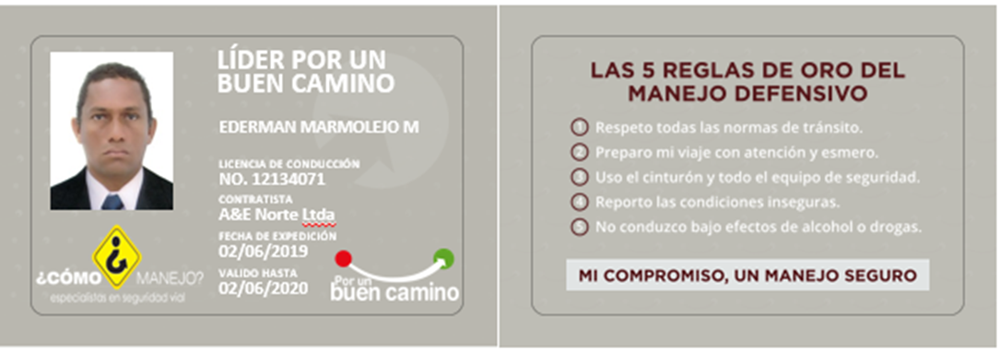 LÍDER POR UN
BUEN CAMINO
EDERMAN MARMOLEJO M
LICENCIA DE CONDUCCIÓN
NO. 12134071
CONTRATISTA
A&E Norte Ltda
FECHA DE EXPEDICIÓN
02/06/2019
VALIDO HASTA
02/06/2020
¿CÓMO MANEJO?
especialistas en seguridad vial
Por un
buen camino
LAS 5 REGLAS DE ORO DEL
MANEJO DEFENSIVO
1 Respeto todas las normas de tránsito.
2 Preparo mi viaje con atención y esmero.
3 Uso el cinturón y todo el equipo de seguridad.
4 Reporto las condiciones inseguras.
5 No conduzco bajo efectos de alcohol o drogas.
MI COMPROMISO, UN MANEJO SEGURO